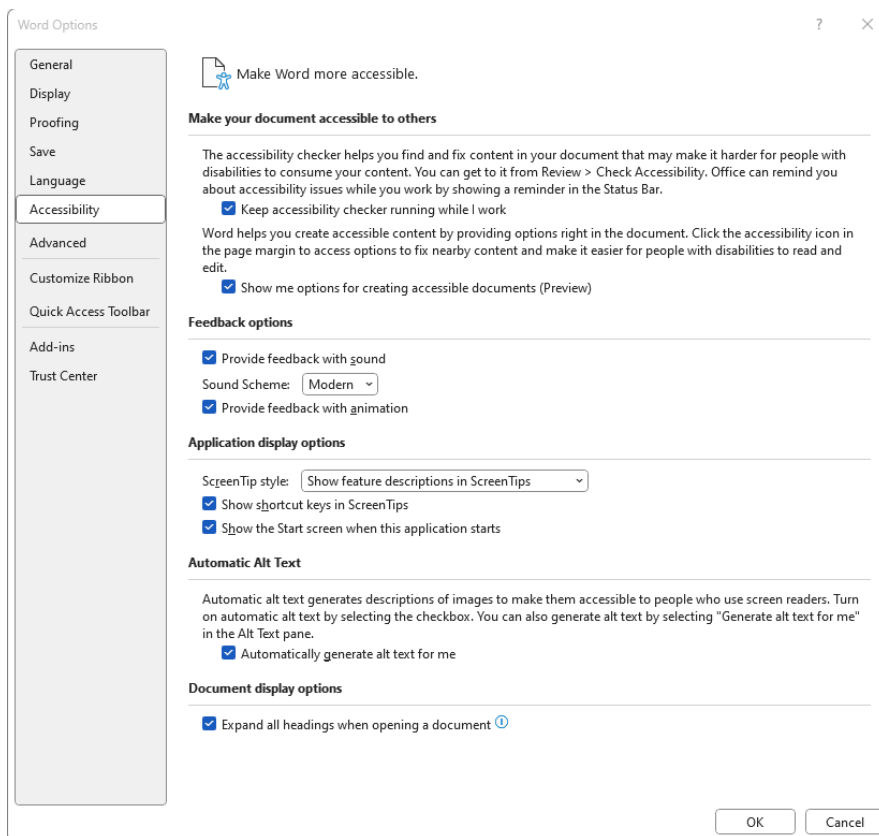 Word Options
?
General
Display
Proofing
Save
Language
Accessibility
Advanced
Customize Ribbon
Quick Access Toolbar
Add-ins
Trust Center
Make Word more accessible.
Make your document accessible to others
The accessibility checker helps you find and fix content in your document that may make it harder for people with
disabilities to consume your content. You can get to it from Review > Check Accessibility. Office can remind you
about accessibility issues while you work by showing a reminder in the Status Bar.
Keep accessibility checker running while I work
Word helps you create accessible content by providing options right in the document. Click the accessibility icon in
the page margin to access options to fix nearby content and make it easier for people with disabilities to read and
edit.
Show me options for creating accessible documents (Preview)
Feedback options
Provide feedback with sound
Sound Scheme: Modern
Provide feedback with animation
Application display options
ScreenTip style: Show feature descriptions in ScreenTips
Show shortcut keys in ScreenTips
Show the Start screen when this application starts
Automatic Alt Text
Automatic alt text generates descriptions of images to make them accessible to people who use screen readers. Turn
on automatic alt text by selecting the checkbox. You can also generate alt text by selecting "Generate alt text for me"
in the Alt Text pane.
Automatically generate alt text for me
Document display options
Expand all headings when opening a document
OK Cancel